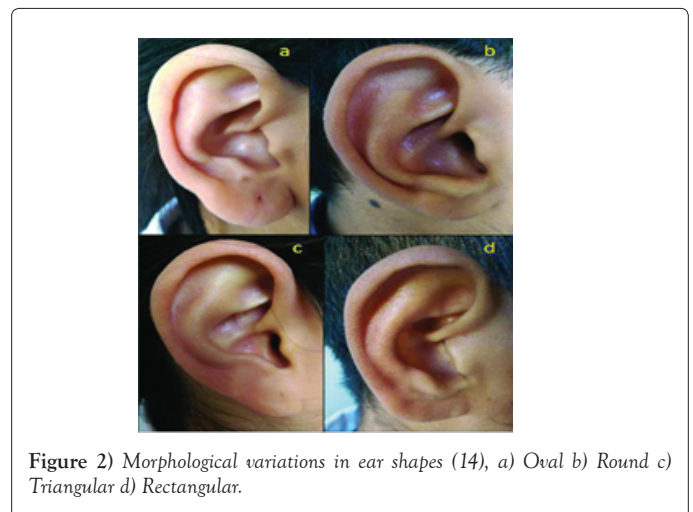 a
b
c
d
Figure 2) Morphological variations in ear shapes (14), a) Oval b) Round c)
Triangular d) Rectangular.